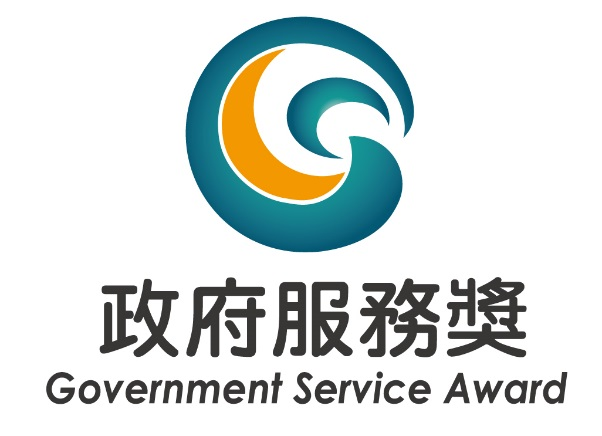 政府服務獎
Government Service Award